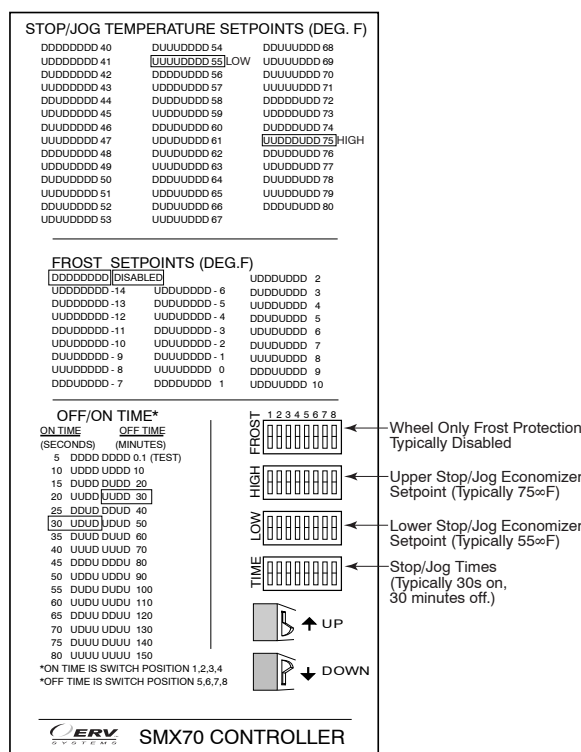 STOP/JOG TEMPERATURE SETPOINTS (DEG. F)
DDDDDDDD 40
UDDDDDDD 41
DUDDDDDD 42
UUDDDDDD 43
DDUDDDDD 44
UDUDDDDD 45
DUUDDDDD 46
UUUDDDDD 47
DDDUDDDD 48
UDDUDDDD 49
DUDUDDDD 50
UUDUDDDD 51
DDUUDDDD 52
UDUUDDDD 53
DUUUDDDD 54
UUUUDDDD 55 LOW
DDDDUDDD 56
UDDDUDDD 57
DUDDUDDD 58
UUDDUDDD 59
DDUDUDDD 60
UDUDUDDD 61
DUUDUDDD 62
UUUDUDDD 63
DDDUUDDD 64
UDDUUDDD 65
DUDUUDDD 66
UUDUUDDD 67
DDUUUDDD 68
UDUUUDDD 69
DUUUUDDD 70
UUUUUDDD 71
DDDDDUDD 72
UDDDDUDD 73
DUDDDUDD 74
UUDDDUDD 75 HIGH
DDUDDUDD 76
UDUDDUDD 77
DUUDDUDD 78
UUUDDUDD 79
DDDUDUDD 80
FROST SETPOINTS (DEG.F)
DDDDDDDD DISABLED
UDDDDDDD -14
DUDDDDDD -13
UUDDDDDD -12
DDUDDDDD -11
UDUDDDDD -10
DUUDDDDD - 9
UUUDDDDD - 8
DDDUDDDD - 7
UDDUDDDD - 6
DUDUDDDD - 5
UUDUDDDD - 4
DDUUDDDD - 3
UDUUDDDD - 2
DUUUDDDD - 1
UUUUDDDD 0
DDDDUDDD 1
UDDDUDDD 2
DUDDUDDD 3
UUDDUDDD 4
DDUDUDDD 5
UDUDUDDD 6
DUUDUDDD 7
UUUDUDDD 8
DDDUUDDD 9
UDDUUDDD 10
OFF/ON TIME*
ON TIME OFF TIME
(SECONDS) (MINUTES)
5 DDDD DDDD 0.1 (TEST)
10 UDDD UDDD 10
15 DUDD DUDD 20
20 UUDD UUDD 30
25 DDUD DDUD 40
30 UDUD UDUD 50
35 DUUD DUUD 60
40 UUUD UUUD 70
45 DDDU DDDU 80
50 UDDU UDDU 90
55 DUDU DUDU 100
60 UUDU UUDU 110
65 DDUU DDUU 120
70 UDUU UDUU 130
75 DUUU DUUU 140
80 UUUU UUUU 150
*ON TIME IS SWITCH POSITION 1,2,3,4
*OFF TIME IS SWITCH POSITION 5,6,7,8
1 2 3 4 5 6 7 8
FROST
Wheel Only Frost Protection
Typically Disabled
HIGH
Upper Stop/Jog Economizer
Setpoint (Typically 75∞F)
LOW
Lower Stop/Jog Economizer
Setpoint (Typically 55∞F)
TIME
Stop/Jog Times
(Typically 30s on,
30 minutes off.)
UP
DOWN
ERV
SYSTEMS
SMX70 CONTROLLER